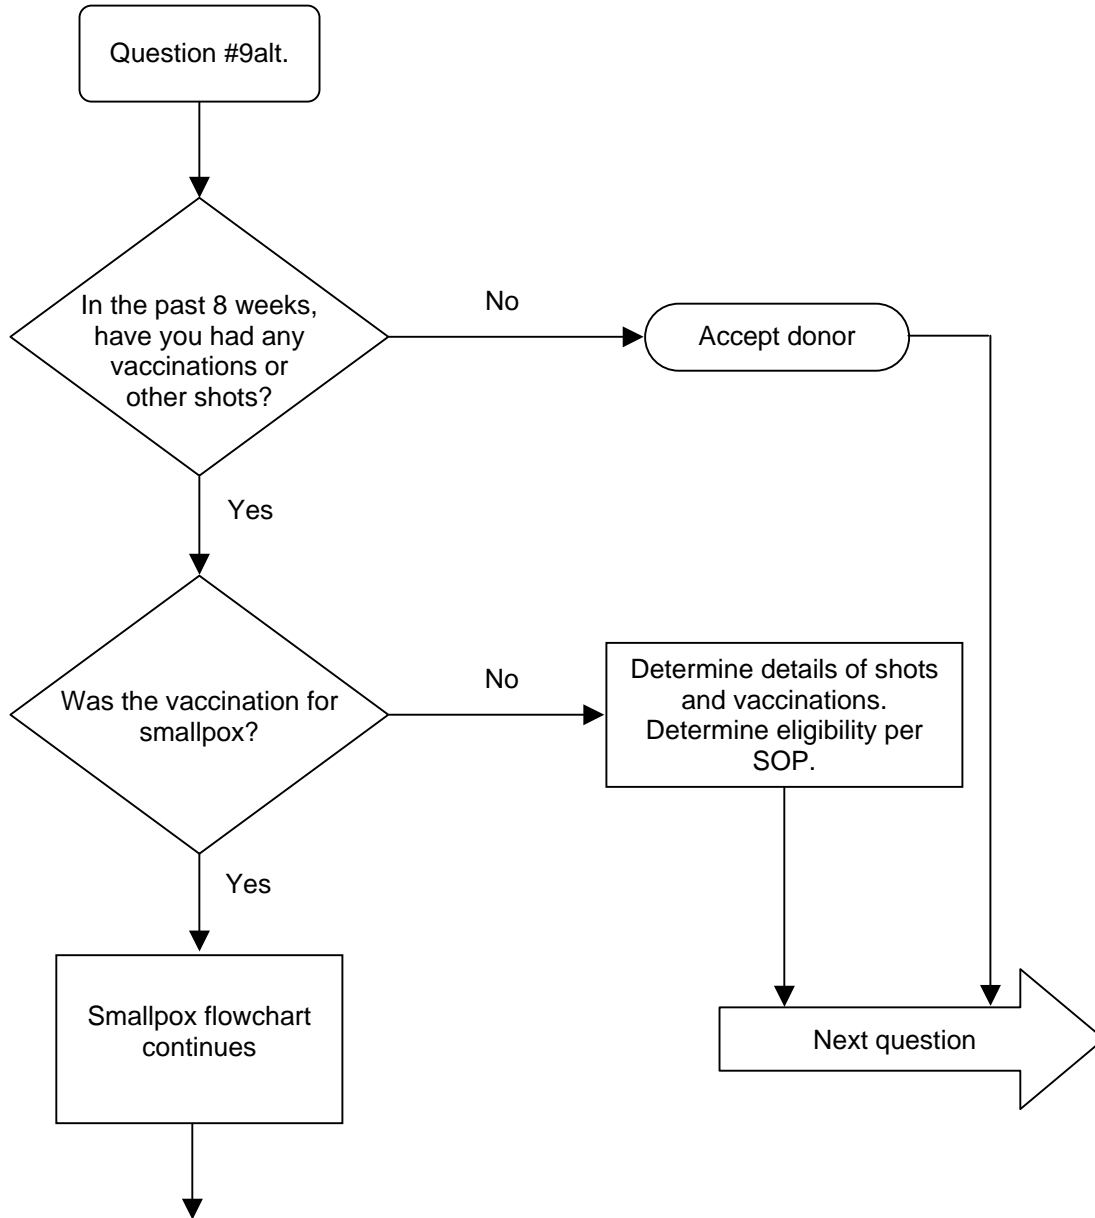 Question #9alt.
In the past 8 weeks,
have you had any
vaccinations or
other shots?
No
Accept donor
Yes
Was the vaccination for
smallpox?
No
Determine details of shots
and vaccinations.
Determine eligibility per
SOP.
Yes
Smallpox flowchart
continues
Next question